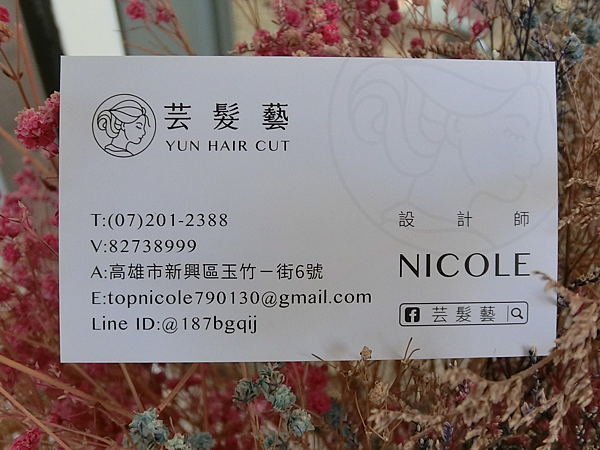 芸髮藝
YUN HAIR CUT
T:(07)201-2388
V:82738999
A:高雄市新興區玉竹一街6號
E:topnicole790130@gmail.com
Line ID:@187bgqij
設計師
NICOLE
芸髮藝